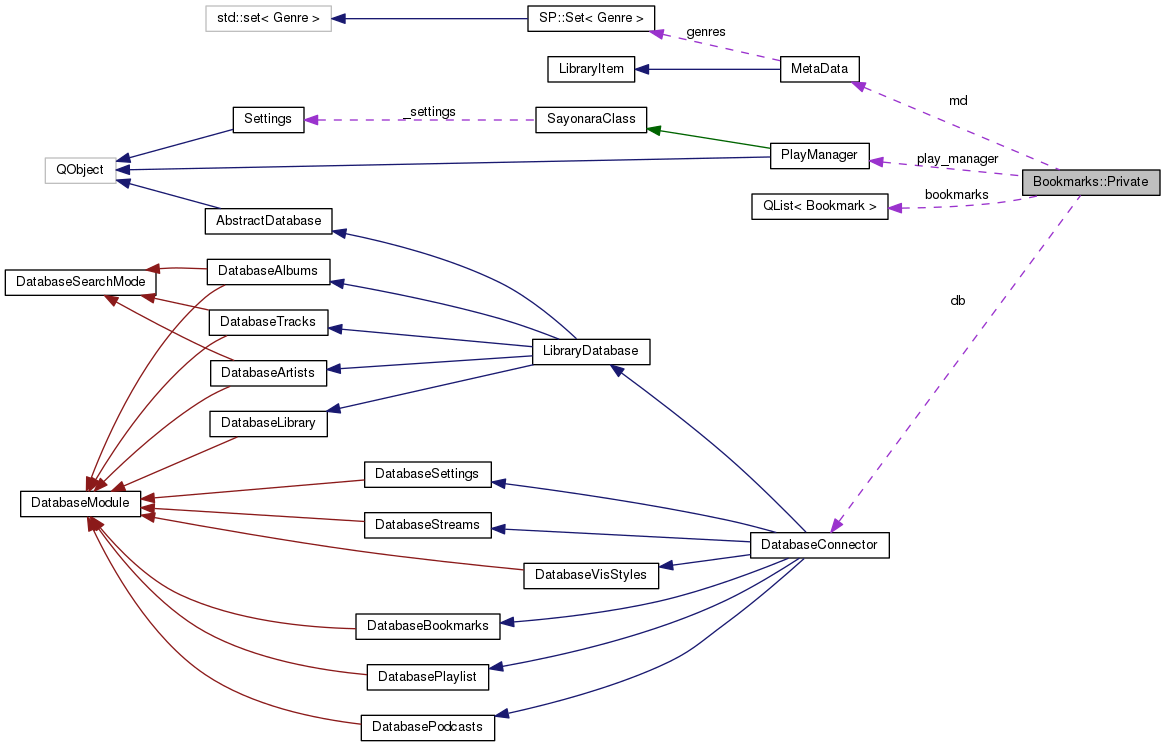 std::set< Genre >
SP::Set< Genre >
genres
LibraryItem
MetaData
md
Settings
_settings
SayonaraClass
QObject
PlayManager
play_manager
Bookmarks::Private
bookmarks
QList< Bookmark >
AbstractDatabase
DatabaseSearchMode
DatabaseAlbums
db
DatabaseTracks
LibraryDatabase
DatabaseArtists
DatabaseLibrary
DatabaseSettings
DatabaseModule
DatabaseStreams
DatabaseConnector
DatabaseVisStyles
DatabaseBookmarks
DatabasePlaylist
DatabasePodcasts